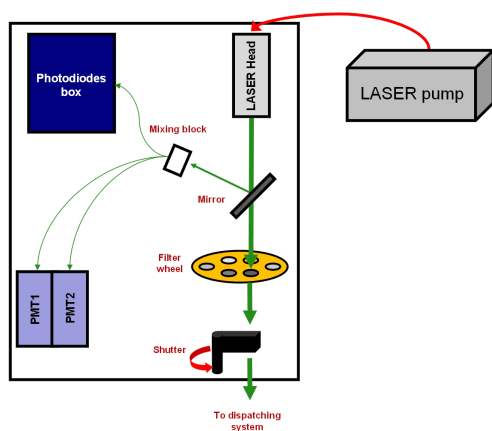 Photodiodes
box
LASER Head
LASER pump
Mixing block
Mirror
Filter
wheel
PMT1
PMT2
Shutter
To dispatching
system